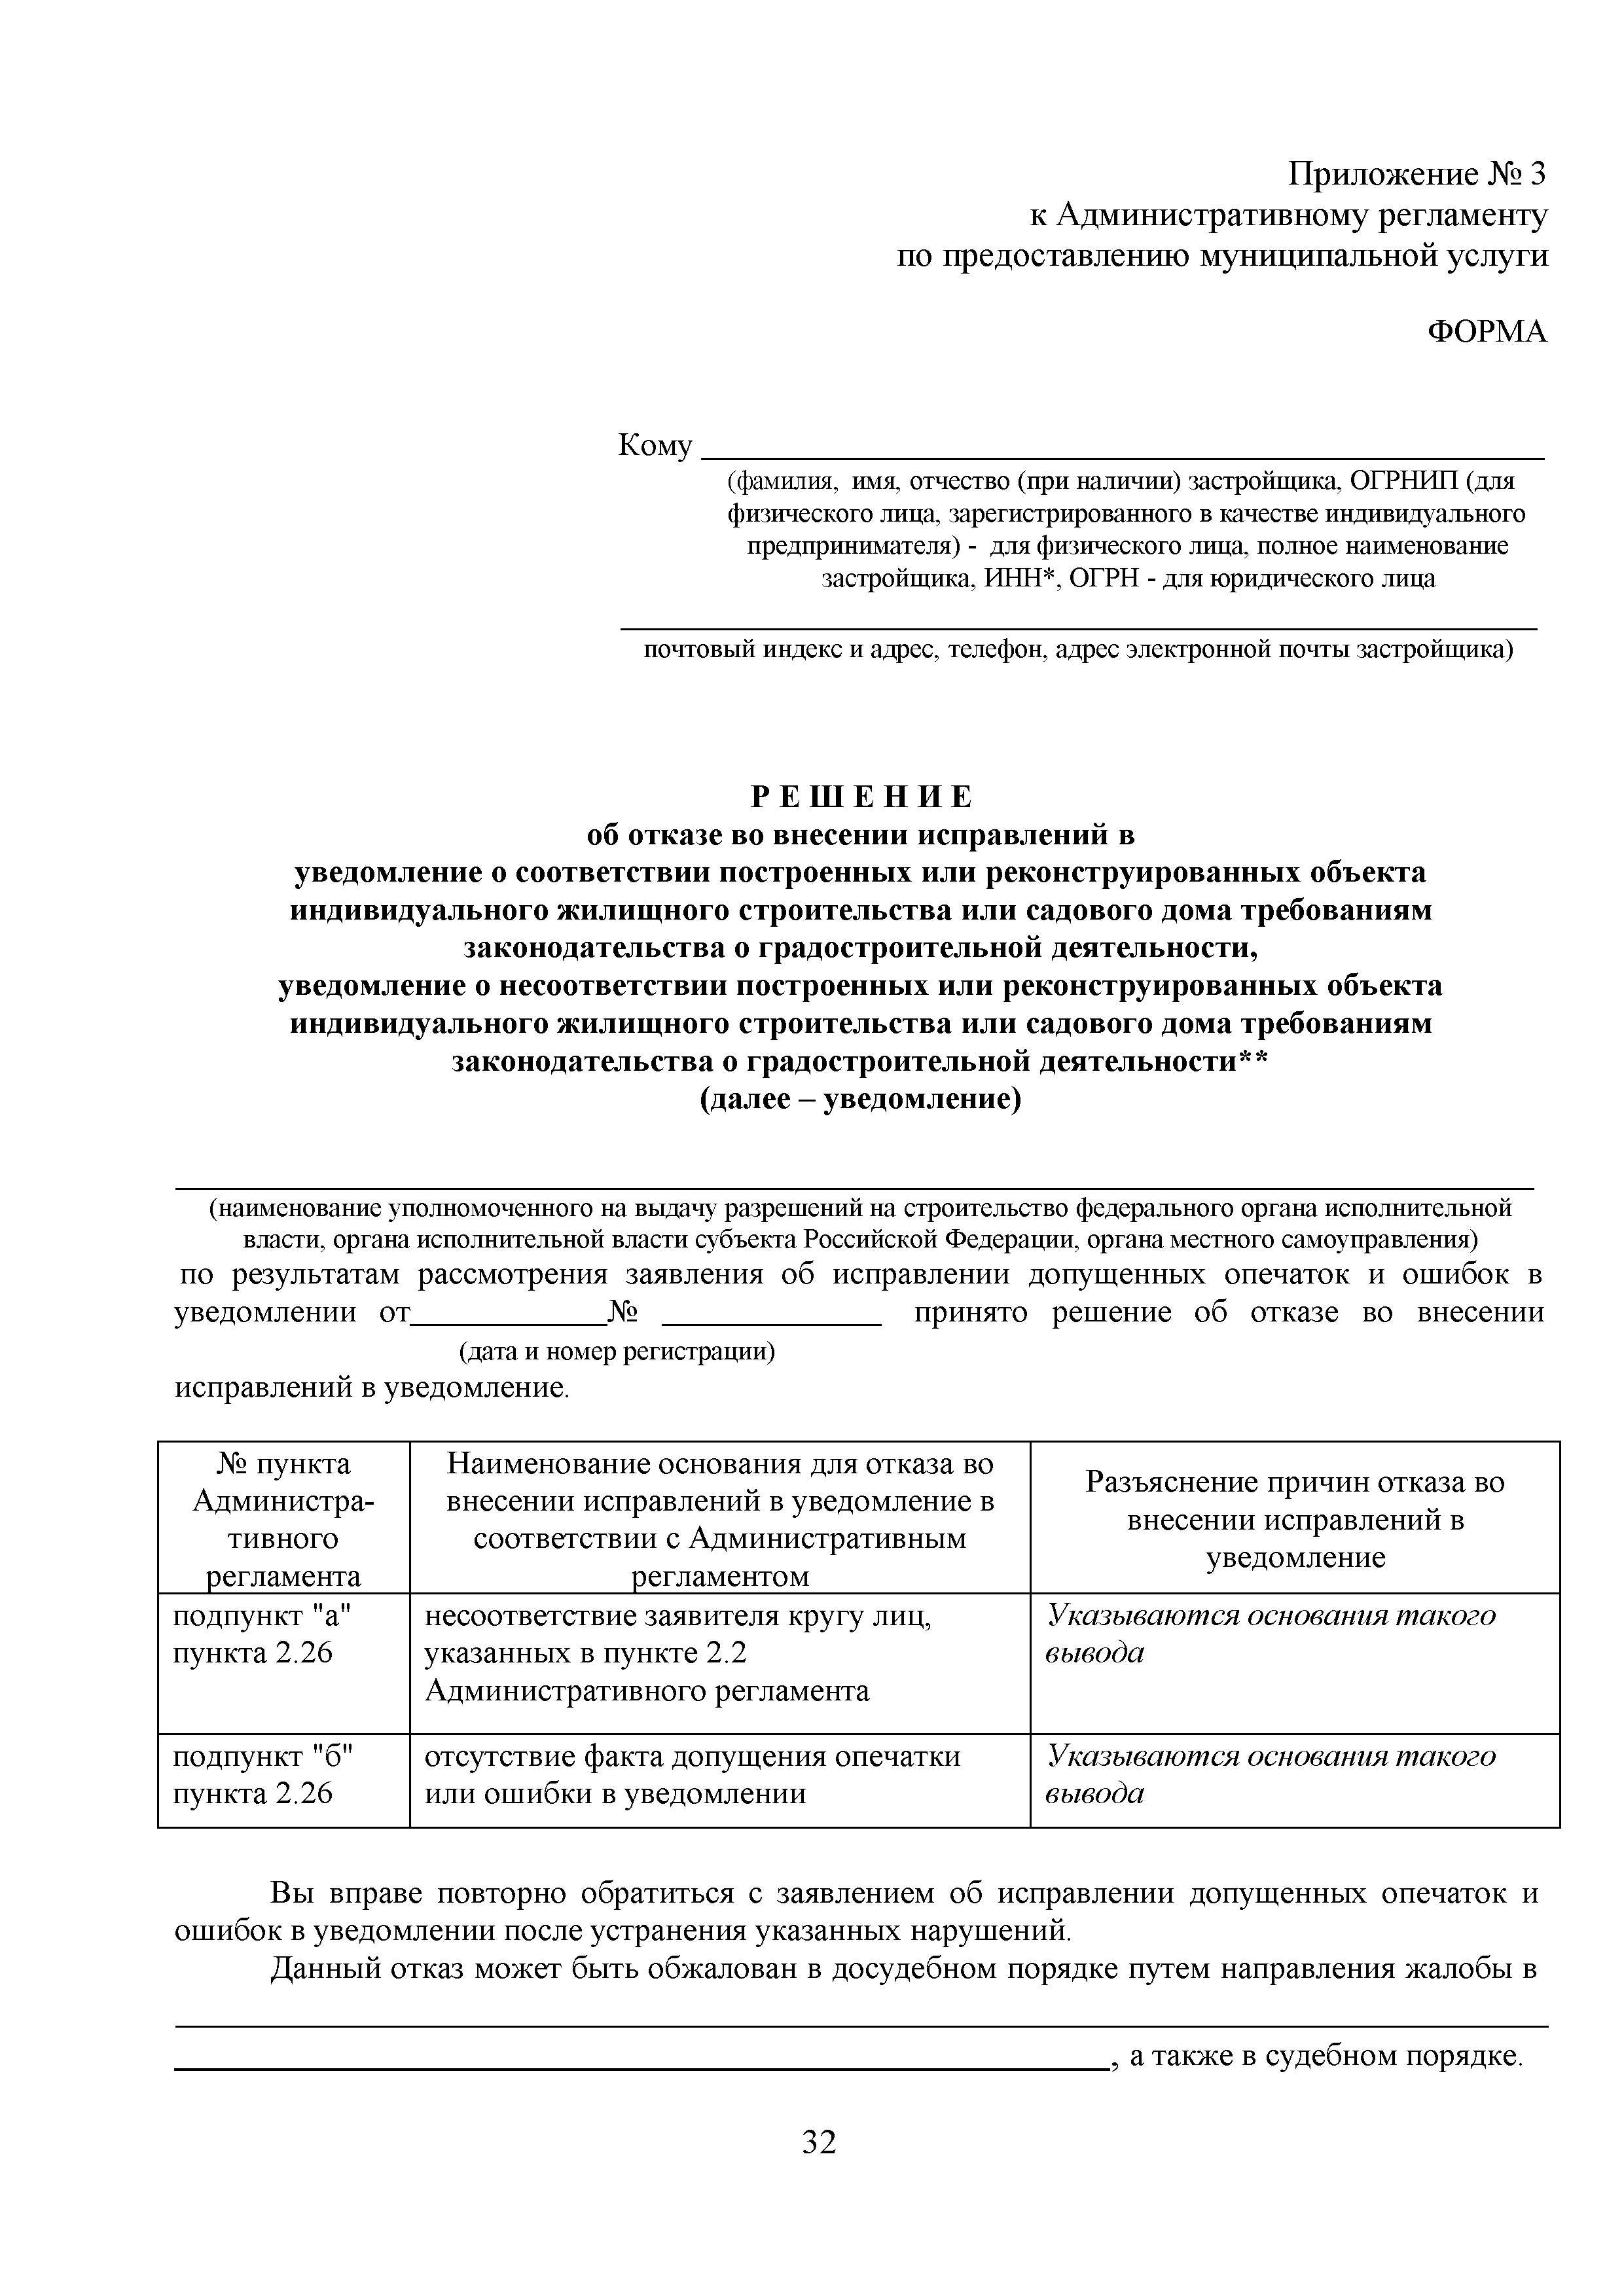 Приложение № 3
к Административному регламенту
по предоставлению муниципальной услуги
ФОРМА
Кому ____________________
(фамилия, имя, отчество (при наличии) застройщика, ОГРНИП (для
физического лица, зарегистрированного в качестве индивидуального
предпринимателя) - для физического лица, полное наименование
застройщика, ИНН*, ОГРН - для юридического лица
____________________
почтовый индекс и адрес, телефон, адрес электронной почты застройщика)
Р Е Ш Е Н И Е
об отказе во внесении исправлений в
уведомление о соответствии построенных или реконструированных объекта
индивидуального жилищного строительства или садового дома требованиям
законодательства о градостроительной деятельности,
уведомление о несоответствии построенных или реконструированных объекта
индивидуального жилищного строительства или садового дома требованиям
законодательства о градостроительной деятельности**
(далее – уведомление)
____________________
(наименование уполномоченного на выдачу разрешений на строительство федерального органа исполнительной
власти, органа исполнительной власти субъекта Российской Федерации, органа местного самоуправления)
по результатам рассмотрения заявления об исправлении допущенных опечаток и ошибок в
уведомлении от____________№ ____________ принято решение об отказе во внесении
(дата и номер регистрации)
исправлений в уведомление.
№ пункта
Администра-
тивного
регламента
Наименование основания для отказа во
внесении исправлений в уведомление в
соответствии с Административным
регламентом
Разъяснение причин отказа во
внесении исправлений в
уведомление
подпункт "а"
пункта 2.26
несоответствие заявителя кругу лиц,
указанных в пункте 2.2
Административного регламента
Указываются основания такого
вывода
подпункт "б"
пункта 2.26
отсутствие факта допущения опечатки
или ошибки в уведомлении
Указываются основания такого
вывода
Вы вправе повторно обратиться с заявлением об исправлении допущенных опечаток и
ошибок в уведомлении после устранения указанных нарушений.
Данный отказ может быть обжалован в досудебном порядке путем направления жалобы в
____________________
____________________, а также в судебном порядке.
32